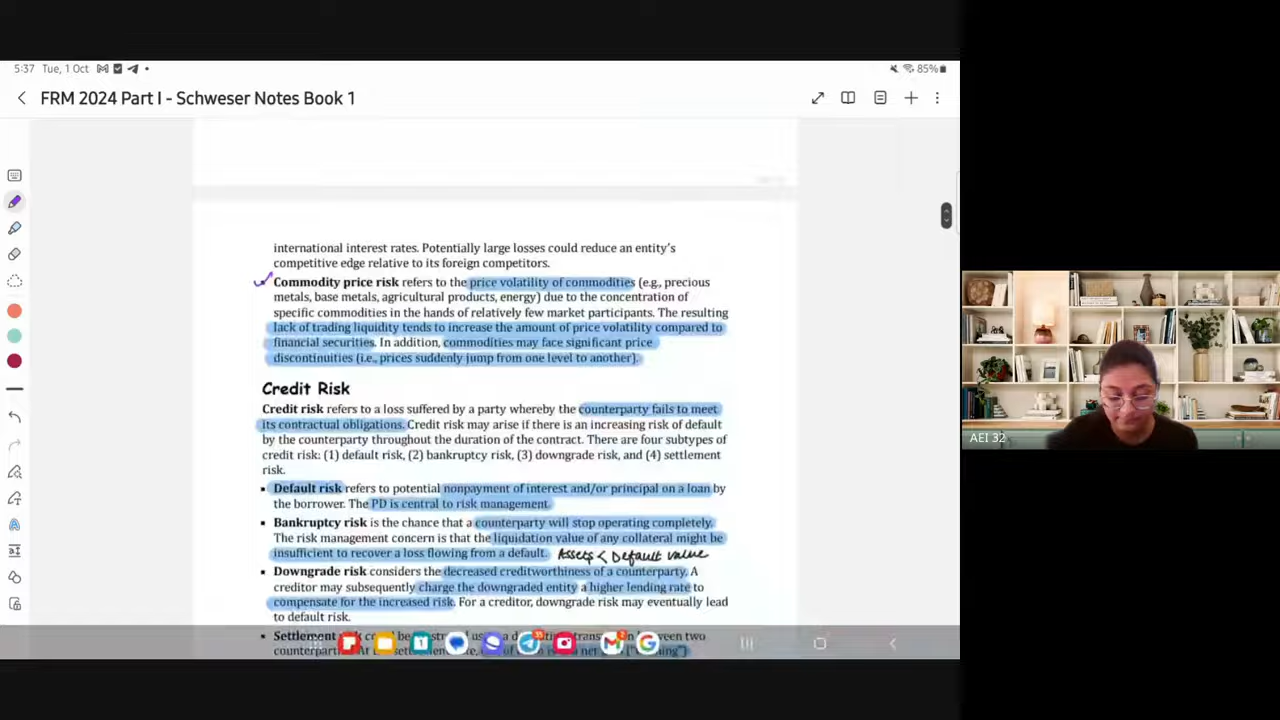 5:37 Tue, 1 Oct
85%
FRM 2024 Part I - Schweser Notes Book 1
international interest rates. Potentially large losses could reduce an entity's
competitive edge relative to its foreign competitors.
Commodity price risk refers to the price volatility of commodities (e.g., precious
metals, base metals, agricultural products, energy) due to the concentration of
specific commodities in the hands of relatively few market participants. The resulting
lack of trading liquidity tends to increase the amount of price volatility compared to
financial securities. In addition, commodities may face significant price
discontinuities (i.e., prices suddenly jump from one level to another).
Credit Risk
Credit risk refers to a loss suffered by a party whereby the counterparty fails to meet
its contractual obligations. Credit risk may arise if there is an increasing risk of default
by the counterparty throughout the duration of the contract. There are four subtypes of
credit risk: (1) default risk, (2) bankruptcy risk, (3) downgrade risk, and (4) settlement
risk.
▪ Default risk refers to potential nonpayment of interest and/or principal on a loan by
the borrower. The PD is central to risk management.
▪ Bankruptcy risk is the chance that a counterparty will stop operating completely.
The risk management concern is that the liquidation value of any collateral might be
insufficient to recover a loss flowing from a default. Assets < Default value
▪ Downgrade risk considers the decreased creditworthiness of a counterparty. A
creditor may subsequently charge the downgraded entity a higher lending rate to
compensate for the increased risk. For a creditor, downgrade risk may eventually lead
to default risk.
▪ Settlement
AEI 32